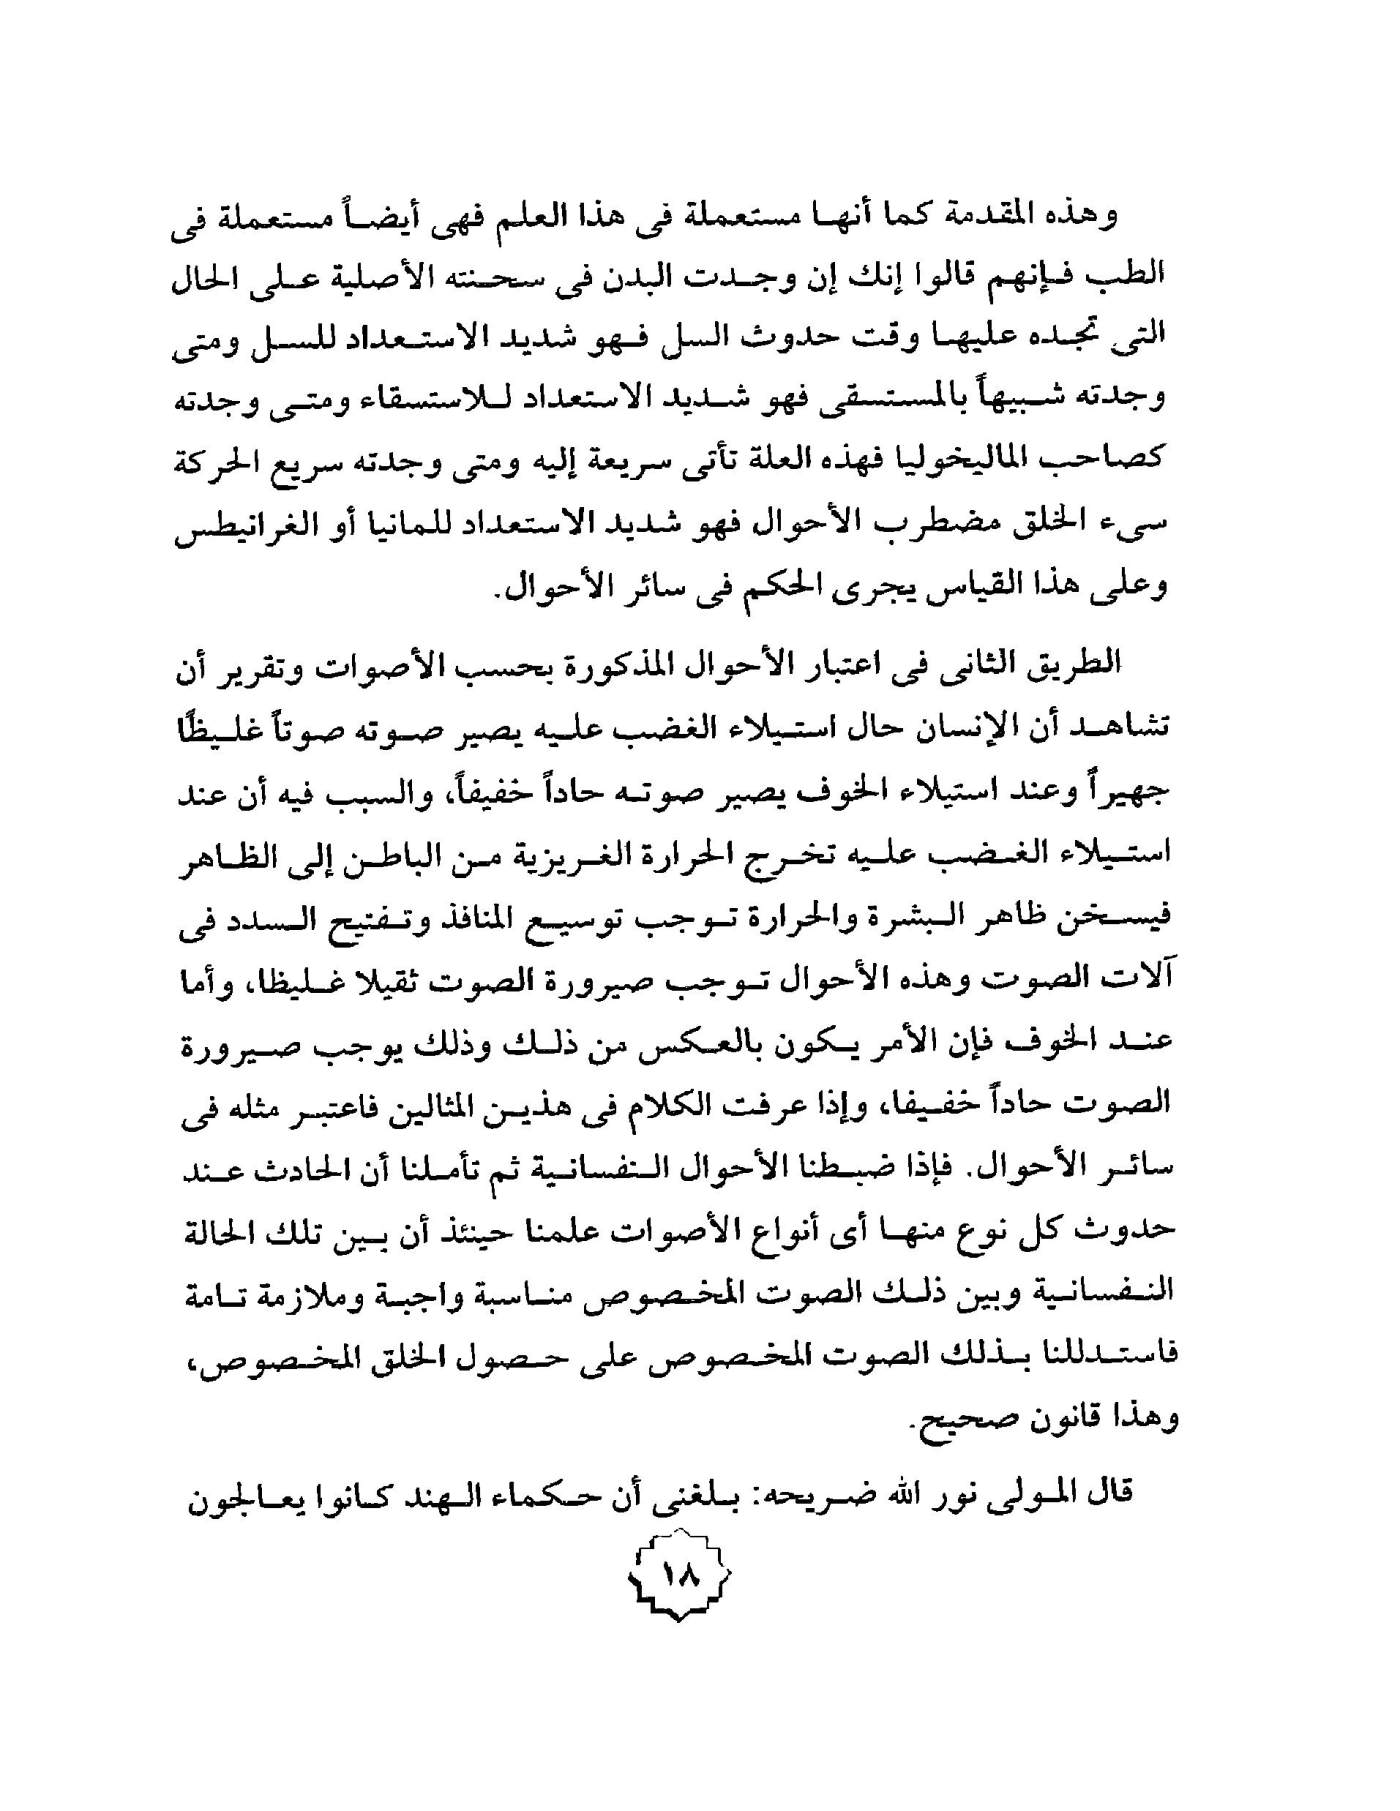 وهذه المقدمة كما أنها مستعملة فى هذا العلم فهى أيضاً مستعملة فى
الطب فإنهم قالوا إنك إن وجدت البدن فى سحنته الأصلية على الحال
التى تجده عليها وقت حدوث السل فهو شديد الاستعداد للسل ومتى
وجدته شبيهاً بالمستسقى فهو شديد الاستعداد للاستسقاء ومتى وجدته
كصاحب الماليخوليا فهذه العلة تأتى سريعة إليه ومتى وجدته سريع الحركة
سىء الخلق مضطرب الأحوال فهو شديد الاستعداد للمانيا أو الغرانيطس
وعلى هذا القياس يجرى الحكم فى سائر الأحوال.
الطريق الثانى فى اعتبار الأحوال المذكورة بحسب الأصوات وتقرير أن
تشاهد أن الإنسان حال استيلاء الغضب عليه يصير صوته صوتاً غليظًا
جهيراً وعند استيلاء الخوف يصير صوته حاداً خفيفاً، والسبب فيه أن عند
استيلاء الغضب عليه تخرج الحرارة الغريزية من الباطن إلى الظاهر
فيسخن ظاهر البشرة والحرارة توجب توسيع المنافذ وتفتيح السدد فى
آلات الصوت وهذه الأحوال توجب صيرورة الصوت ثقيلا غليظا، وأما
عند الخوف فإن الأمر يكون بالعكس من ذلك وذلك يوجب صيرورة
الصوت حاداً خفيفا، وإذا عرفت الكلام فى هذين المثالين فاعتبر مثله فى
سائر الأحوال. فإذا ضبطنا الأحوال النفسانية ثم تأملنا أن الحادث عند
حدوث كل نوع منها أى أنواع الأصوات علمنا حينئذ أن بين تلك الحالة
النفسانية وبين ذلك الصوت المخصوص مناسبة واجبة وملازمة تامة
فاستدللنا بذلك الصوت المخصوص على حصول الخلق المخصوص،
وهذا قانون صحيح.
قال المولى نور الله ضريحه: بلغنى أن حكماء الهند كانوا يعالجون
١٨